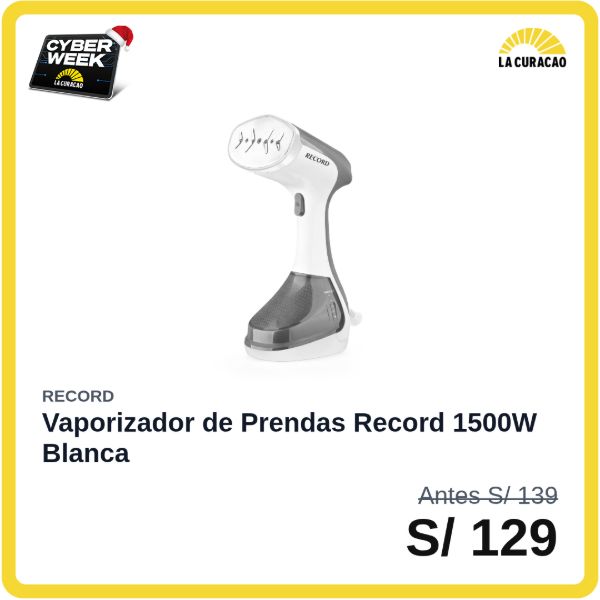 CYBER
WEEK
LA CURACAO
LA CURACAO
RECORD
RECORD
Vaporizador de Prendas Record 1500W
Blanca
Antes S/ 139
S/ 129